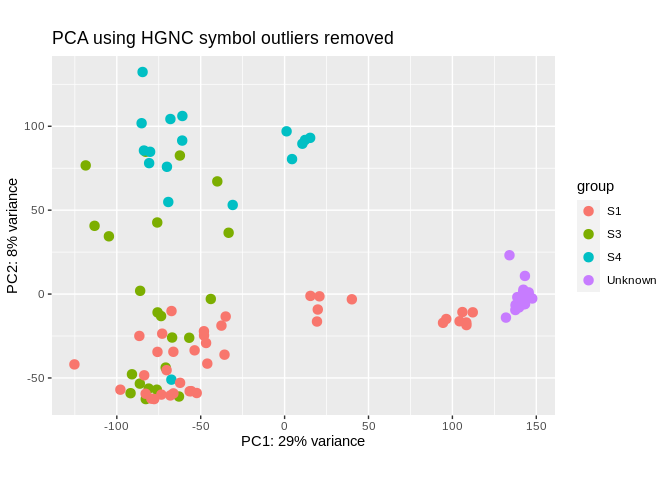 PCA using HGNC symbol outliers removed
100
50
0
-50
-100
-50
0
50
100
150
PC1: 29% variance
PC2: 8% variance
group
S1
S3
S4
Unknown